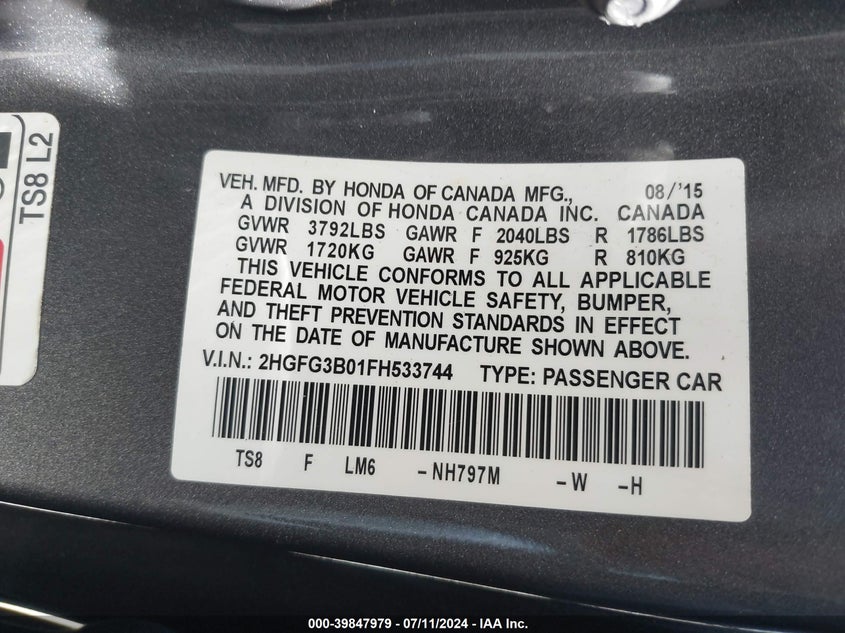 TS8 L2
VEH. MFD. BY HONDA OF CANADA MFG., 08/'15
A DIVISION OF HONDA CANADA INC. CANADA
GVWR 3792LBS GAWR F 2040LBS R 1786LBS
GVWR 1720KG GAWR F 925KG R 810KG
THIS VEHICLE CONFORMS TO ALL APPLICABLE
FEDERAL MOTOR VEHICLE SAFETY, BUMPER,
AND THEFT PREVENTION STANDARDS IN EFFECT
ON THE DATE OF MANUFACTURE SHOWN ABOVE.
V.I.N.: 2HGFG3B01FH533744 TYPE: PASSENGER CAR
TS8 F LM6 -NH797M -W -H
000-39847979 - 07/11/2024 - IAA Inc.